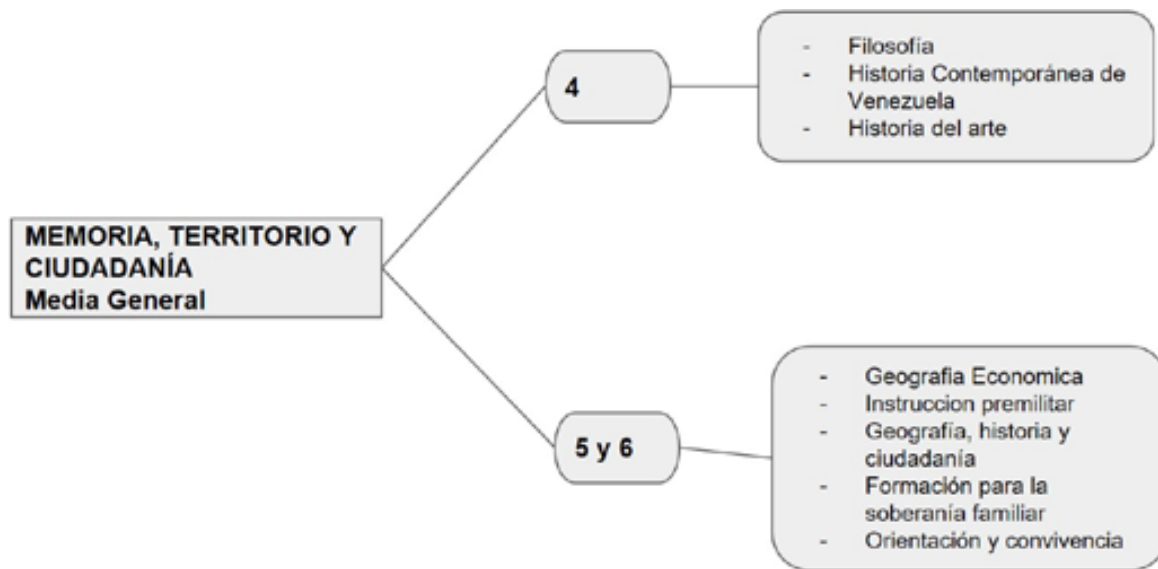 MEMORIA, TERRITORIO Y
CIUDADANÍA
Media General
4
- Filosofía
- Historia Contemporánea de
Venezuela
- Historia del arte
5 y 6
- Geografia Economica
- Instruccion premilitar
- Geografía, historia y
ciudadanía
- Formación para la
soberanía familiar
- Orientación y convivencia